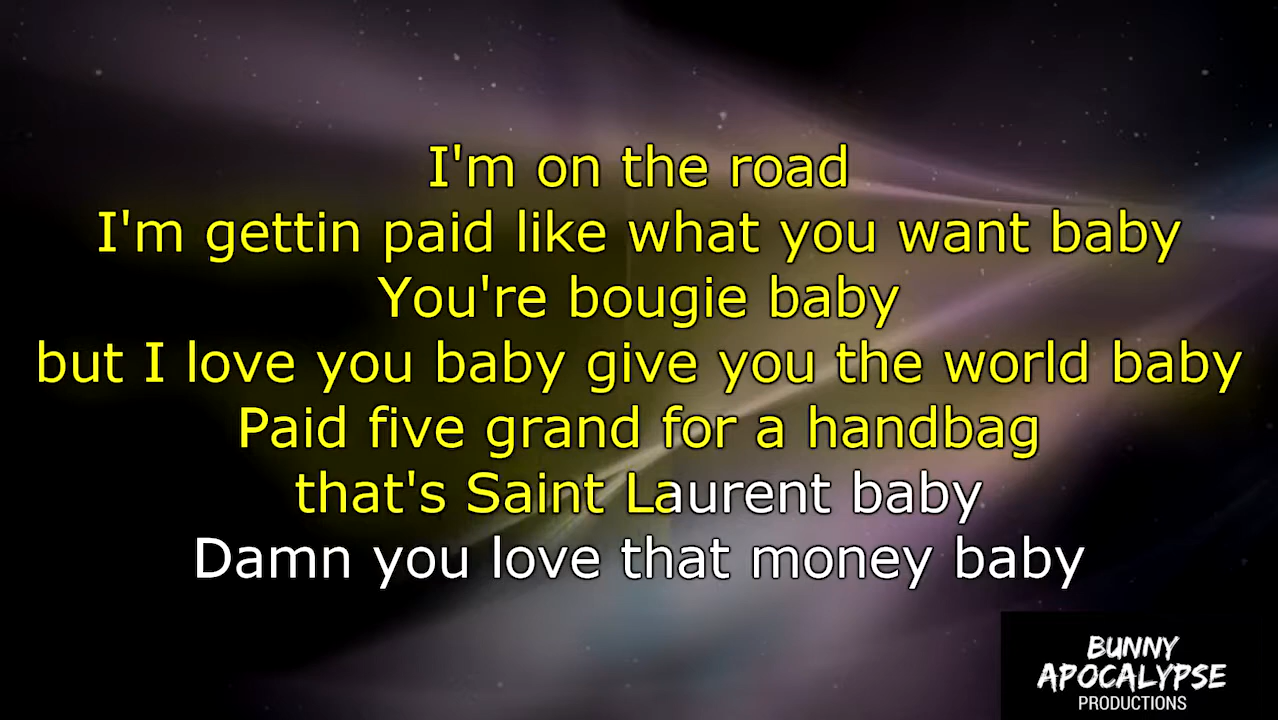 I'm on the road
I'm gettin paid like what you want baby
You're bougie baby
but I love you baby give you the world baby
Paid five grand for a handbag
that's Saint Laurent baby
Damn you love that money baby
BUNNY
APOCALYPSE
PRODUCTIONS